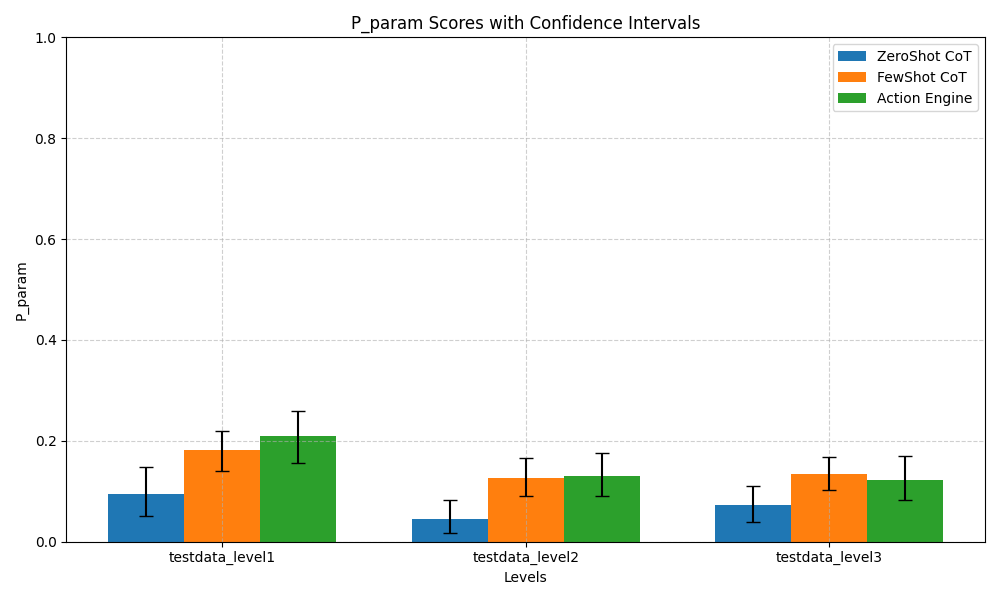 P_param Scores with Confidence Intervals
ZeroShot CoT
FewShot CoT
Action Engine
P_param
1.0
0.8
0.6
0.4
0.2
0.0
testdata_level1
testdata_level2
testdata_level3
Levels